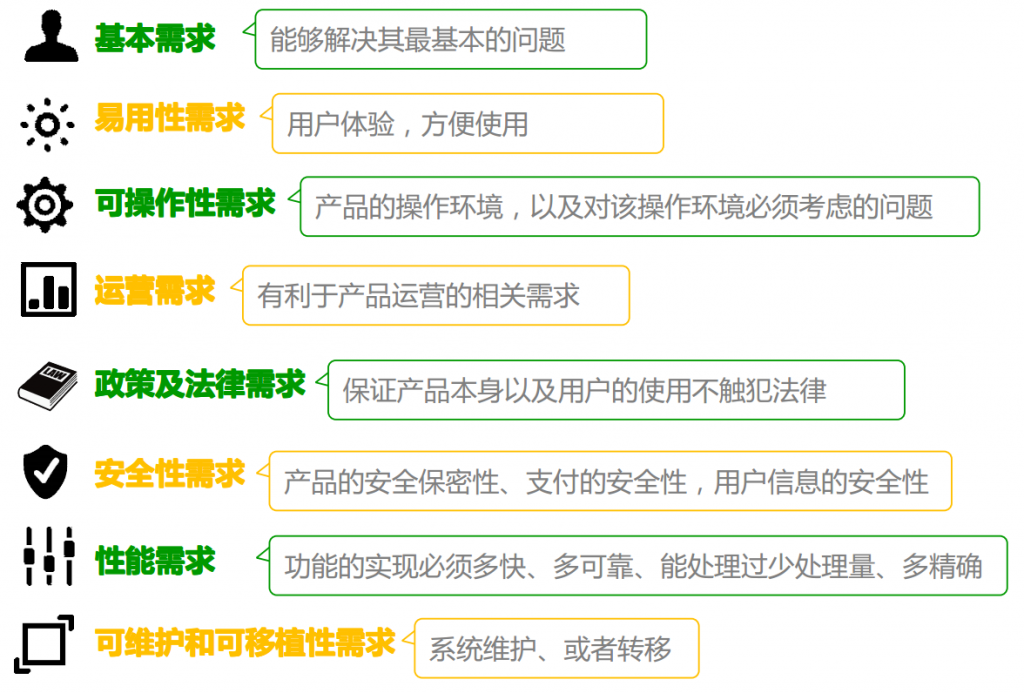 基本需求
能够解决其最基本的问题
易用性需求
用户体验，方便使用
可操作性需求
产品的操作环境，以及对该操作环境必须考虑的问题
运营需求
有利于产品运营的相关需求
LAW
政策及法律需求
保证产品本身以及用户的使用不触犯法律
安全性需求
产品的安全保密性、支付的安全性，用户信息的安全性
性能需求
功能的实现必须多快、多可靠、能处理过少处理量、多精确
可维护和可移植性需求
系统维护、或者转移